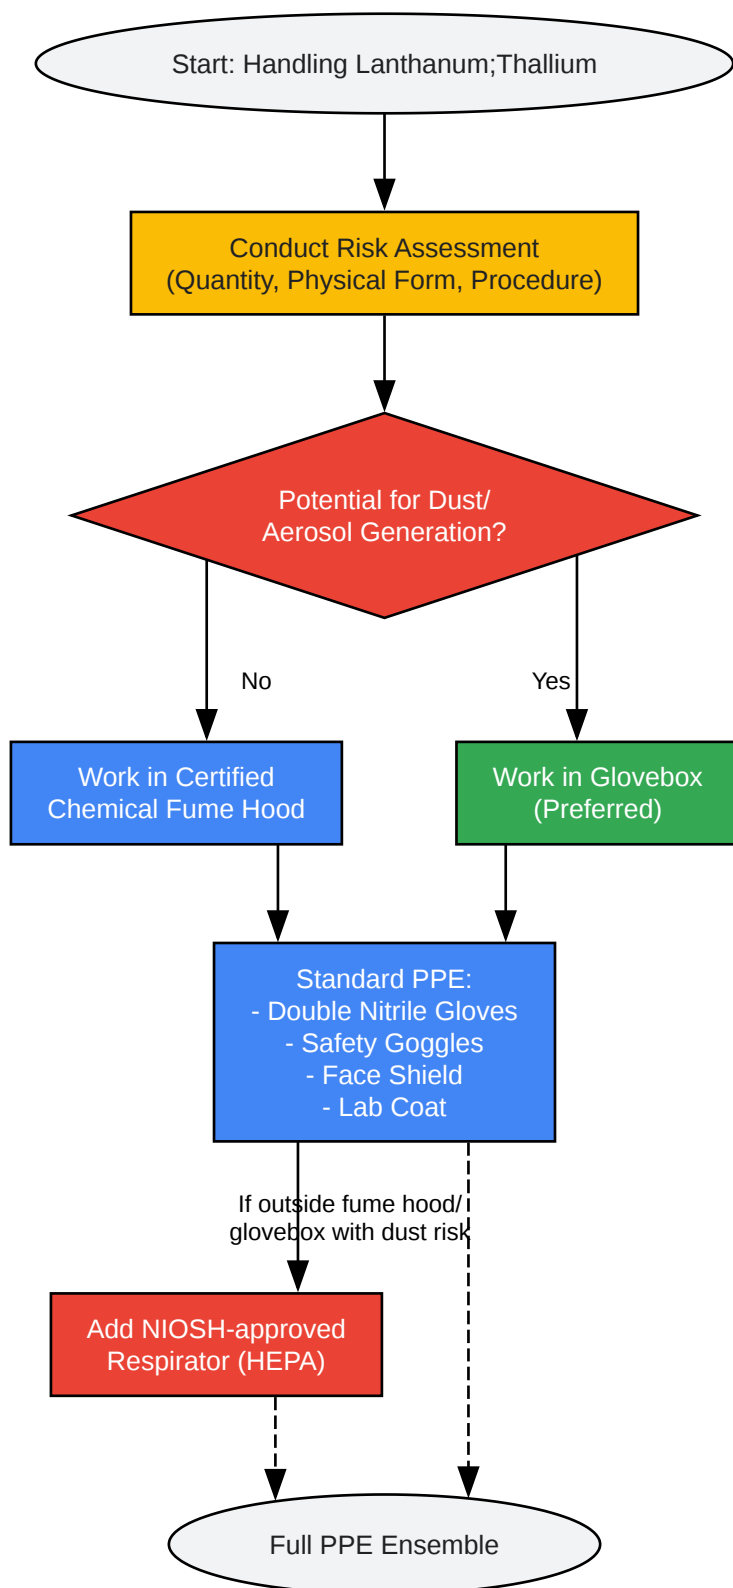 Start: Handling Lanthanum;Thallium
Conduct Risk Assessment
(Quantity, Physical Form, Procedure)
Potential for Dust/
Aerosol Generation?
No
Yes
Work in Certified
Chemical Fume Hood
Work in Glovebox
(Preferred)
Standard PPE:
- Double Nitrile Gloves
- Safety Goggles
- Face Shield
- Lab Coat
If outside fume hood/
glovebox with dust risk
Add NIOSH-approved
Respirator (HEPA)
Full PPE Ensemble